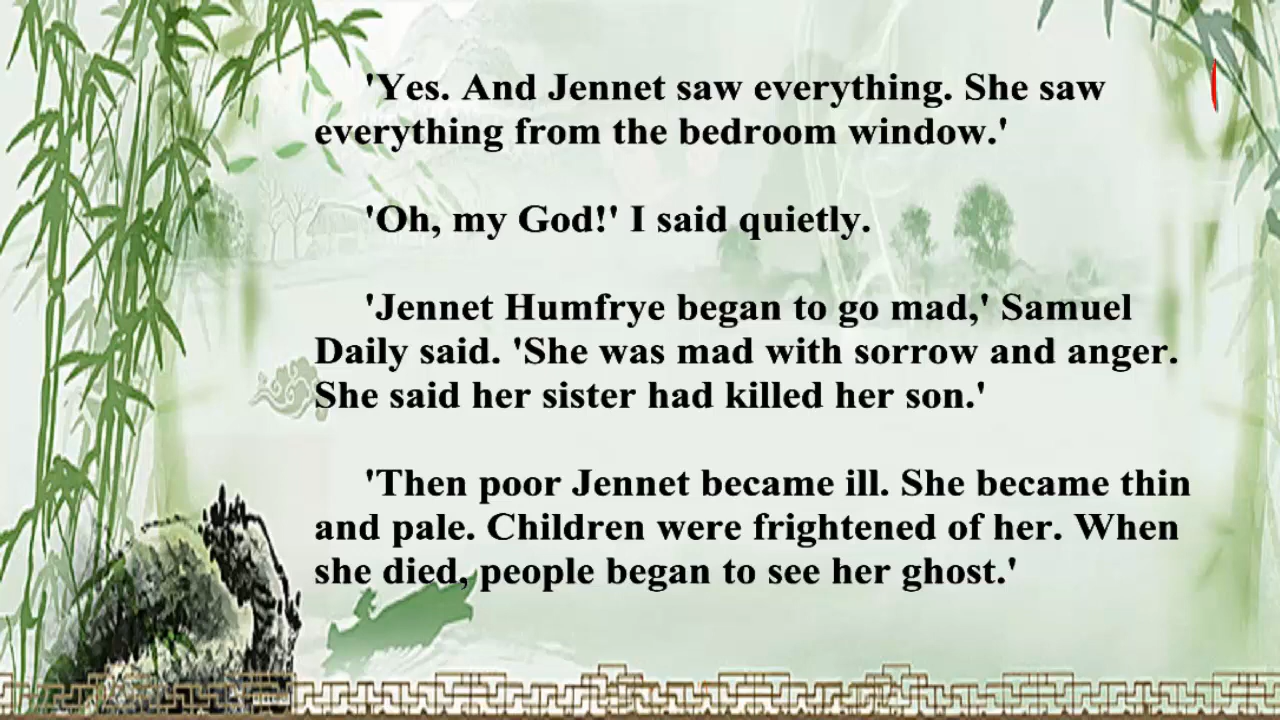 'Yes. And Jennet saw everything. She saw
everything from the bedroom window.'
'Oh, my God!' I said quietly.
'Jennet Humfrye began to go mad,' Samuel
Daily said. 'She was mad with sorrow and anger.
She said her sister had killed her son.'
'Then poor Jennet became ill. She became thin
and pale. Children were frightened of her. When
she died, people began to see her ghost.'